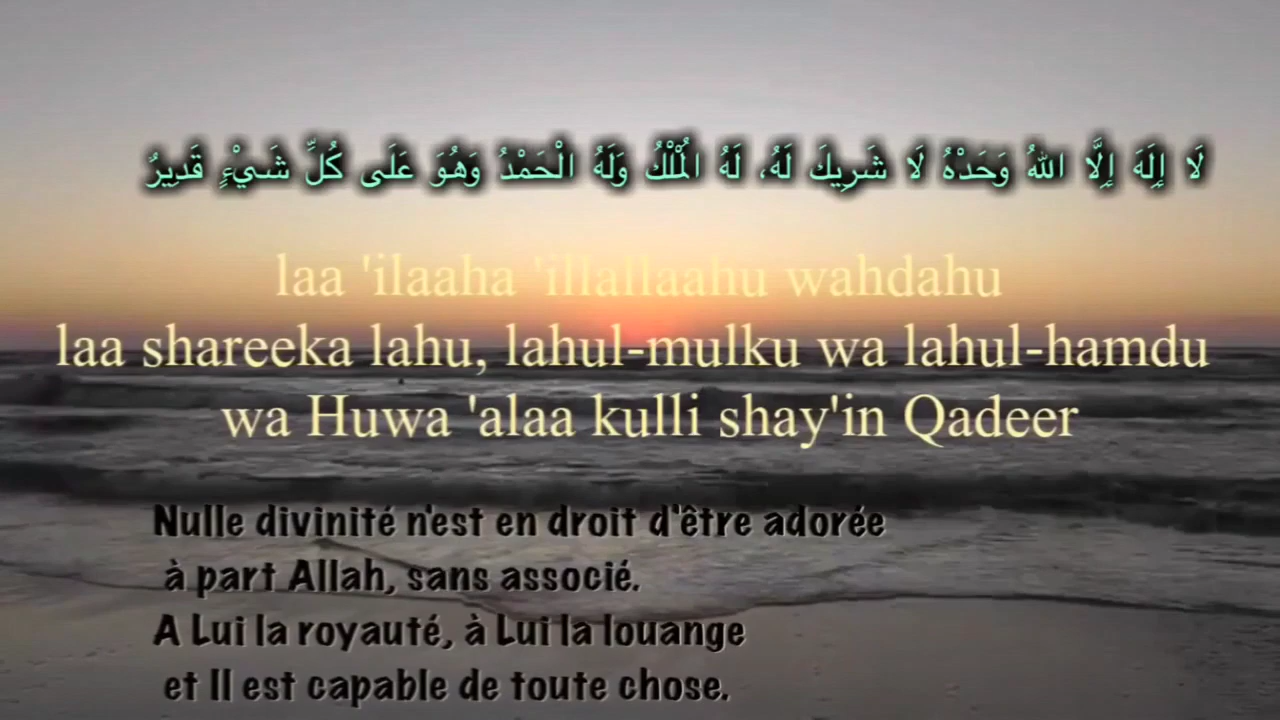 لَا إِلَهَ إِلَّا اللهُ وَحَدْهُ لَا شَرِيكَ لَهُ، لَهُ الْمُلْكُ وَلَهُ الْحَمْدُ وَهُوَ عَلَى كُلِّ شَيْءٍ قَدِيرٌ
laa 'ilaaha 'illallaahu wahdahu
laa shareeka lahu, lahul-mulku wa lahul-hamdu
wa Huwa 'alaa kulli shay'in Qadeer
Nulle divinité n'est en droit d'être adorée
à part Allah, sans associé.
A Lui la royauté, à Lui la louange
et Il est capable de toute chose.